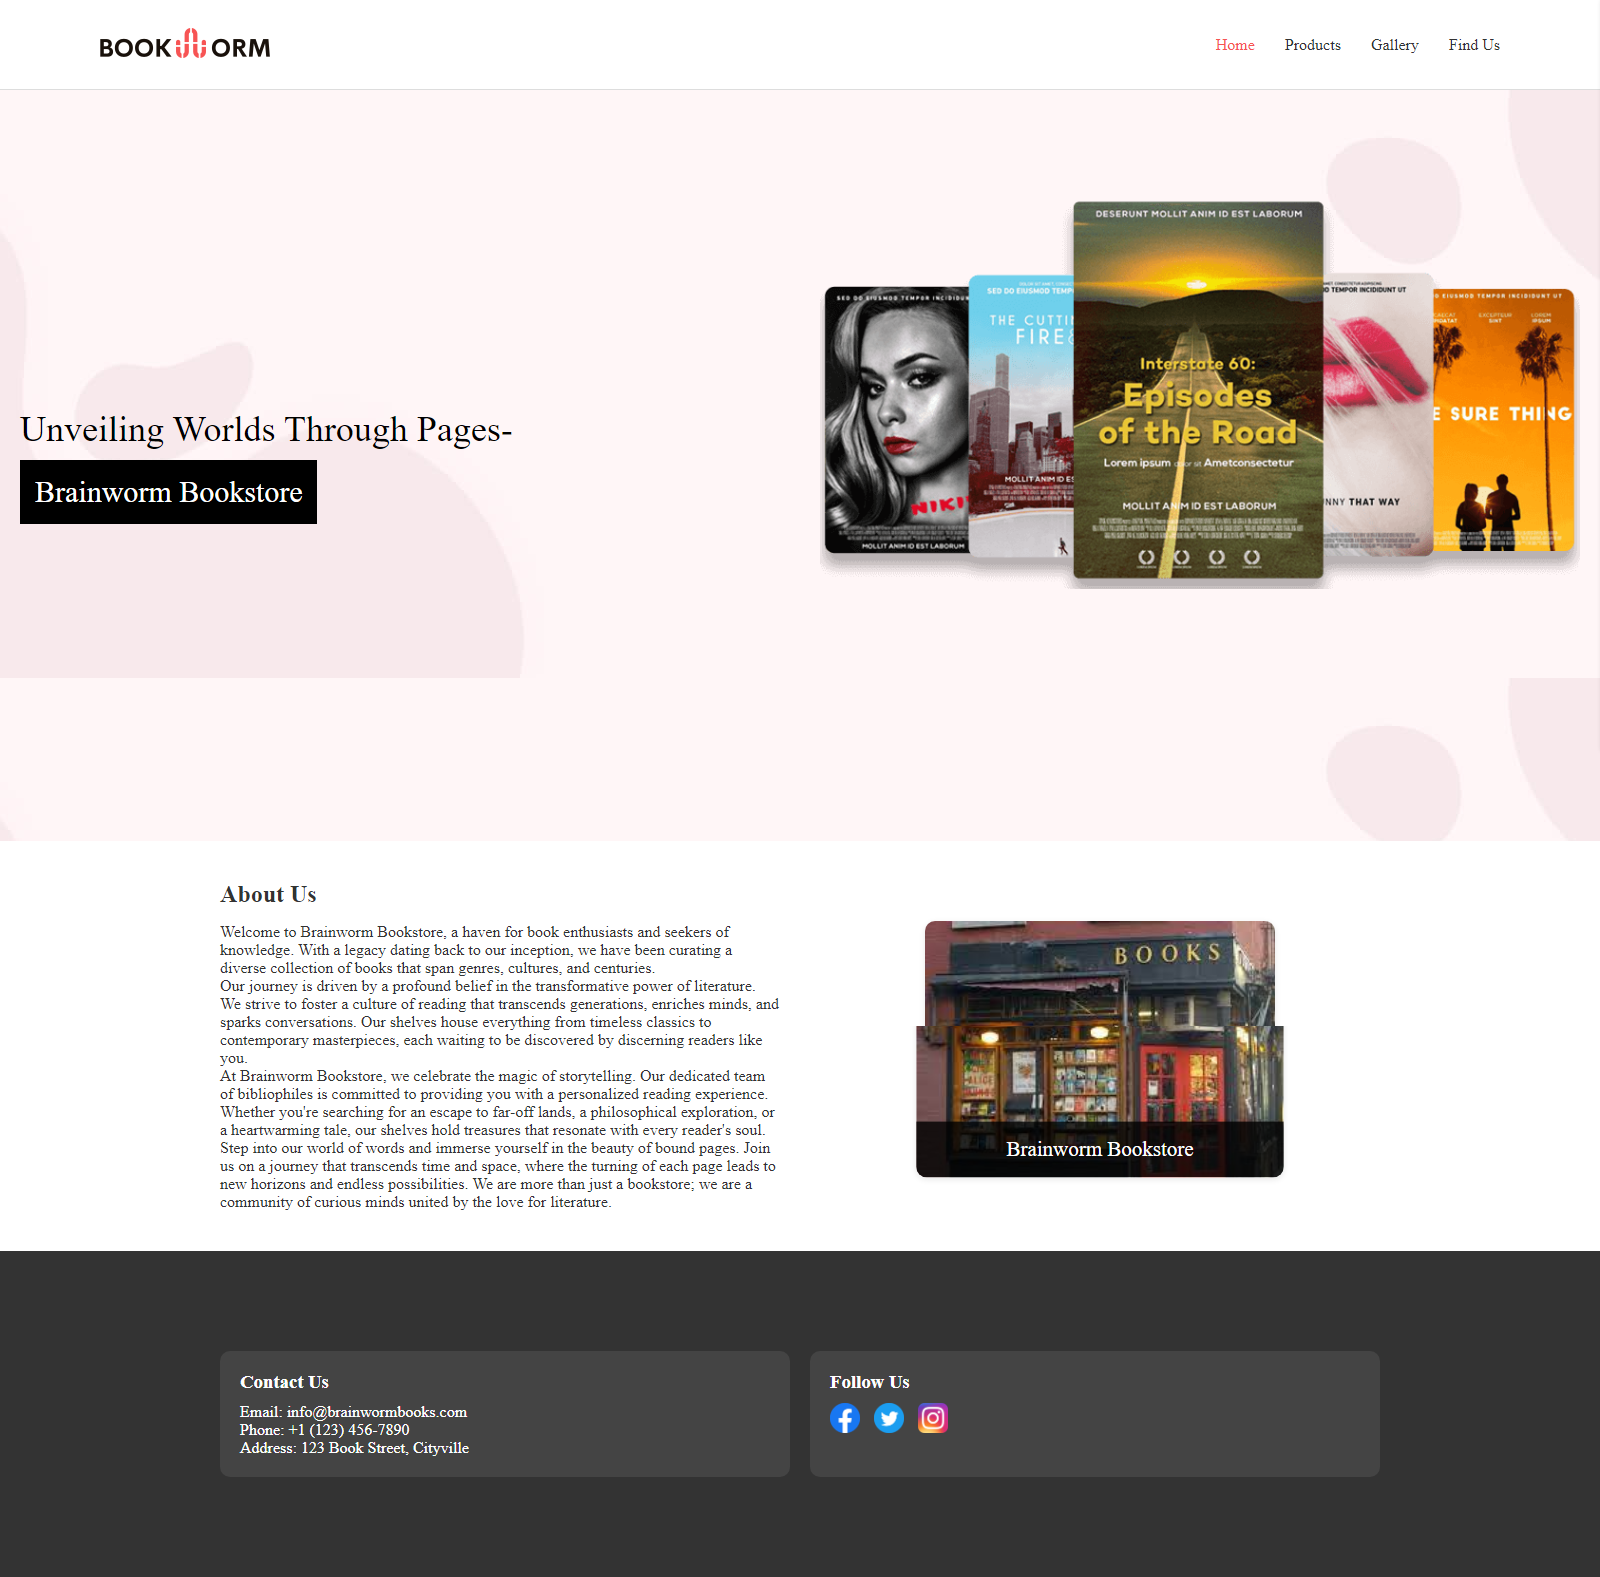 BOOK ORM
Home Products Gallery Find Us
DESERUNT MOLLIT ANIM ID EST LABORUM
SED DO EIUSMOD TEMPOR INCIDIDUN
SED DO EIUSMOD TEMP
TEMPOR INCIDIDUNT UT
EIUSMOD TEMPOR INCIDIDUNT UT
EXCEPTEUR
SINT
LOREM
IPSUM
THE CUTTIN
FIRE&
Interstate 60:
Episodes
of the Road
Lorem ipsum dolor sit Ametconsectetur
E SURE THING
MOLLIT ANIM ID EST LABORUM
MOLLIT ANIM IS EST
NIKI
NNY THAT WAY
MOLLIT ANIM ID EST LABORUM
Unveiling Worlds Through Pages-
Brainworm Bookstore
About Us
Welcome to Brainworm Bookstore, a haven for book enthusiasts and seekers of
knowledge. With a legacy dating back to our inception, we have been curating a
diverse collection of books that span genres, cultures, and centuries.
Our journey is driven by a profound belief in the transformative power of literature.
We strive to foster a culture of reading that transcends generations, enriches minds, and
sparks conversations. Our shelves house everything from timeless classics to
contemporary masterpieces, each waiting to be discovered by discerning readers like
you.
At Brainworm Bookstore, we celebrate the magic of storytelling. Our dedicated team
of bibliophiles is committed to providing you with a personalized reading experience.
Whether you're searching for an escape to far-off lands, a philosophical exploration, or
a heartwarming tale, our shelves hold treasures that resonate with every reader's soul.
Step into our world of words and immerse yourself in the beauty of bound pages. Join
us on a journey that transcends time and space, where the turning of each page leads to
new horizons and endless possibilities. We are more than just a bookstore; we are a
community of curious minds united by the love for literature.
BOOKS
Brainworm Bookstore
Contact Us
Email: info@brainwormbooks.com
Phone: +1 (123) 456-7890
Address: 123 Book Street, Cityville
Follow Us